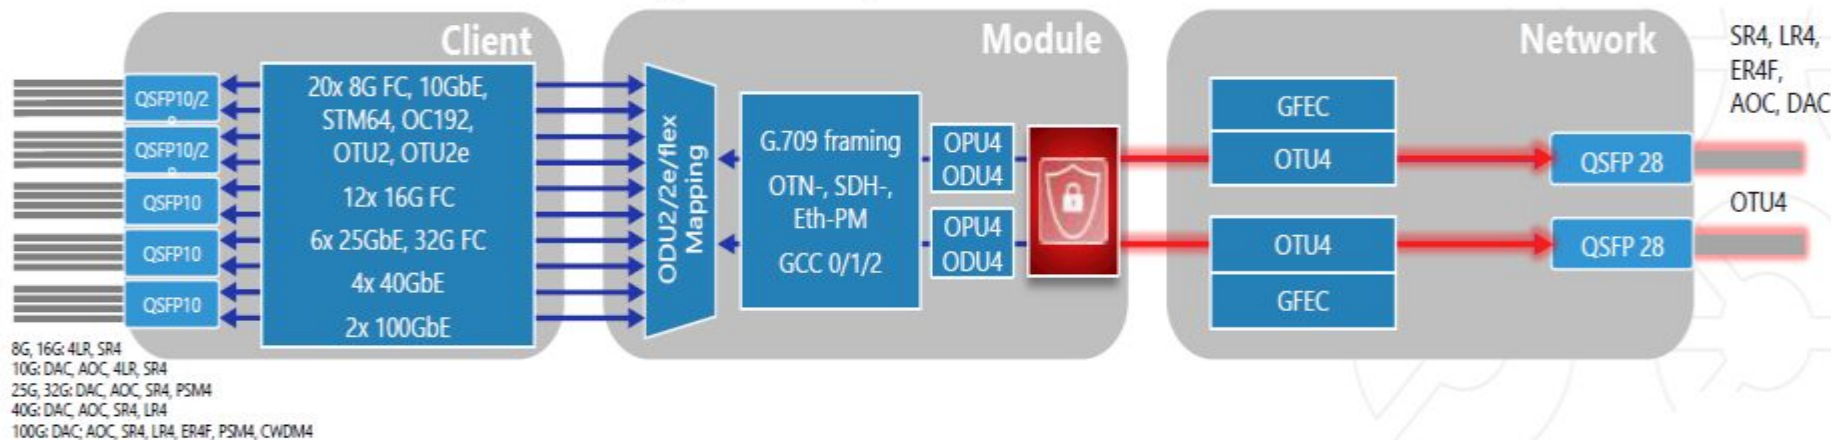 Client
Module
Network
SR4, LR4,
ER4F,
AOC, DAC
OTU4
QSFP10/2
QSFP10/2
QSFP10
QSFP10
QSFP10
20x 8G FC, 10GbE,
STM64, OC192,
OTU2, OTU2e
12x 16G FC
6x 25GbE, 32G FC
4x 40GbE
2x 100GbE
ODU2/2e/flex
Mapping
G.709 framing
OTN-, SDH-,
Eth-PM
GCC 0/1/2
OPU4
ODU4
OPU4
ODU4
GFEC
OTU4
OTU4
GFEC
QSFP 28
QSFP 28
8G, 16G: 4LR, SR4
10G: DAC, AOC, 4LR, SR4
25G, 32G: DAC, AOC, SR4, PSM4
40G: DAC, AOC, SR4, LR4
100G: DAC; AOC, SR4, LR4, ER4F, PSM4, CWDM4